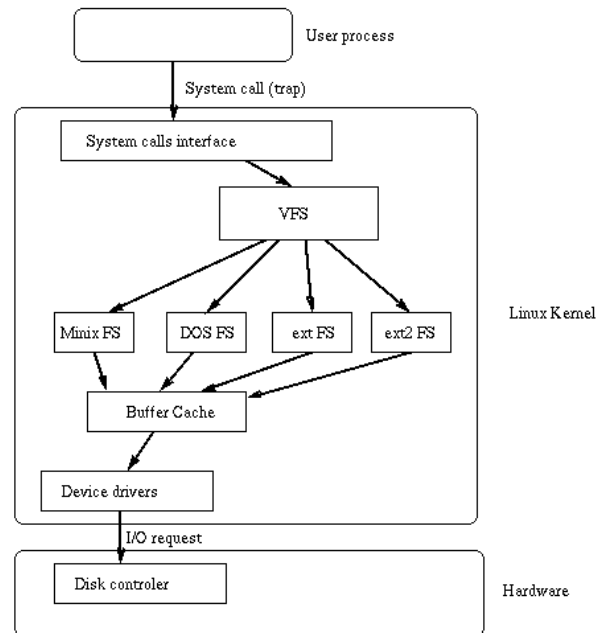 User process
System call (trap)
System calls interface
VFS
Linux Kernel
Minix FS
DOS FS
ext FS
ext2 FS
Buffer Cache
Device drivers
I/O request
Disk controler
Hardware